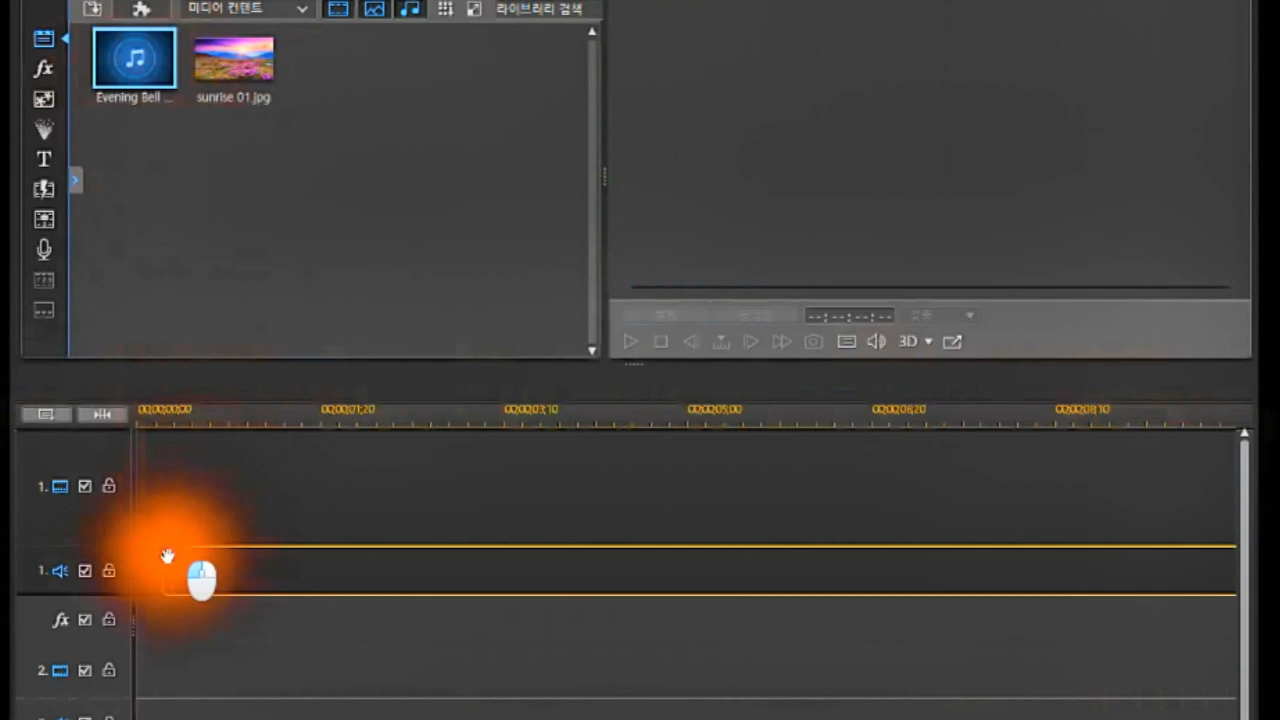 미디어 컨텐트
라이브러리 검색
Evening Bell ...
sunrise 01.jpg
fx
T
--:--:--:--
3D
00;00;00;00 00;00;01;20 00;00;03;10 00;00;05;00 00;00;06;20 00;00;08;10
1.
1.
fx
2.